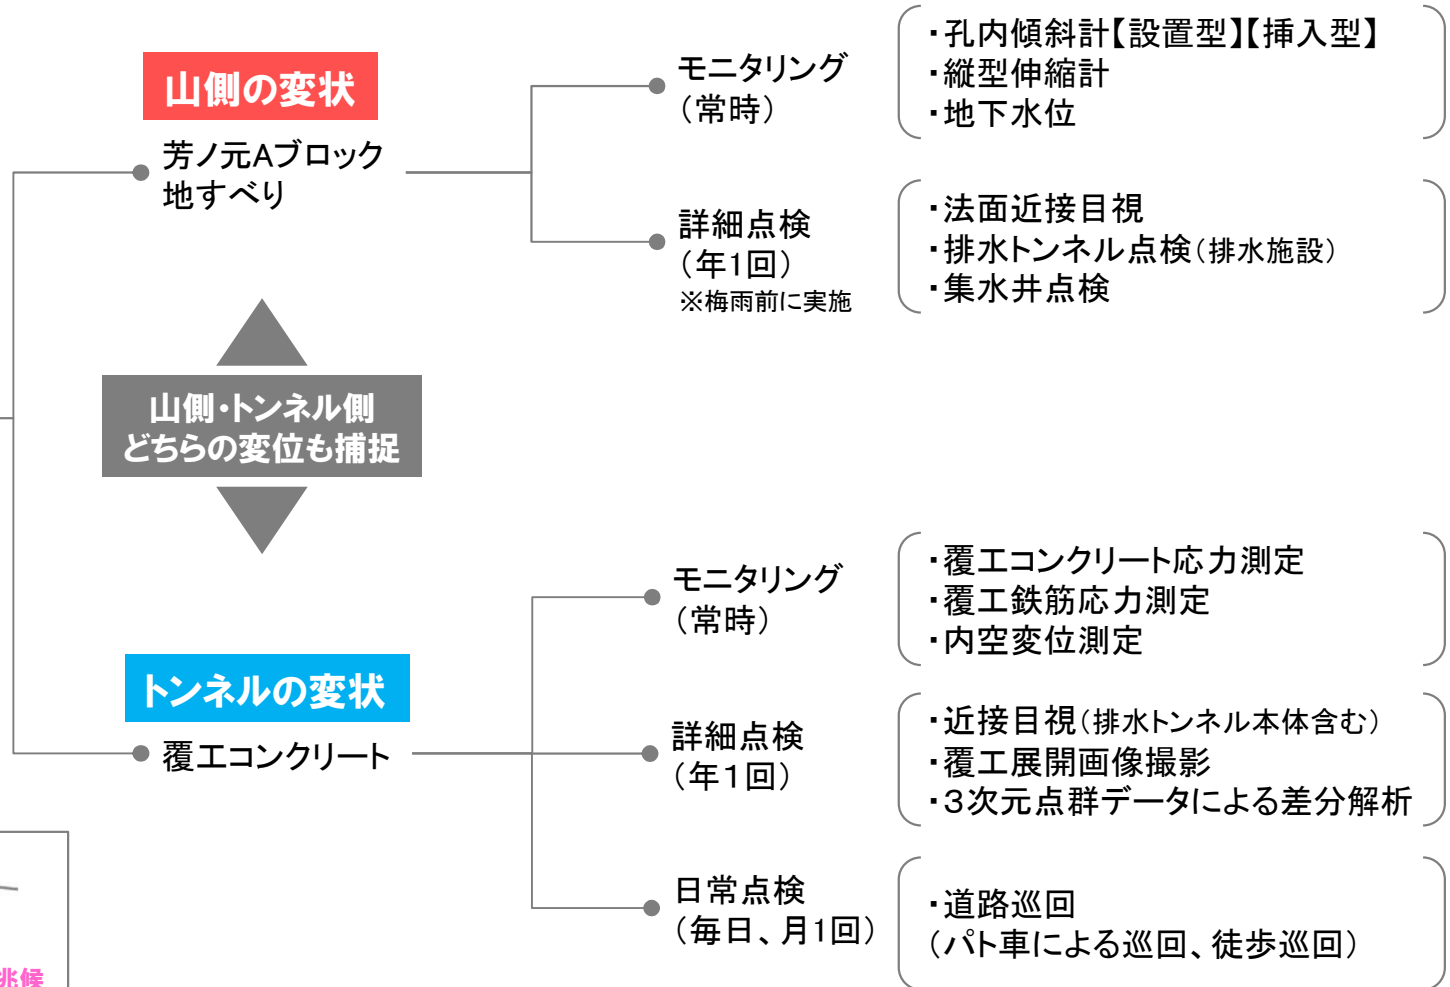 山側の変状
芳ノ元Aブロック
地すべり
モニタリング
（常時）
・孔内傾斜計【設置型】【挿入型】
・縦型伸縮計
・地下水位
詳細点検
（年1回）
※梅雨前に実施
・法面近接目視
・排水トンネル点検（排水施設）
・集水井点検
山側・トンネル側
どちらの変位も捕捉
トンネルの変状
覆工コンクリート
モニタリング
（常時）
・覆工コンクリート応力測定
・覆工鉄筋応力測定
・内空変位測定
詳細点検
（年１回）
・近接目視（排水トンネル本体含む）
・覆工展開画像撮影
・３次元点群データによる差分解析
日常点検
（毎日、月1回）
・道路巡回
（パト車による巡回、徒歩巡回）
兆候